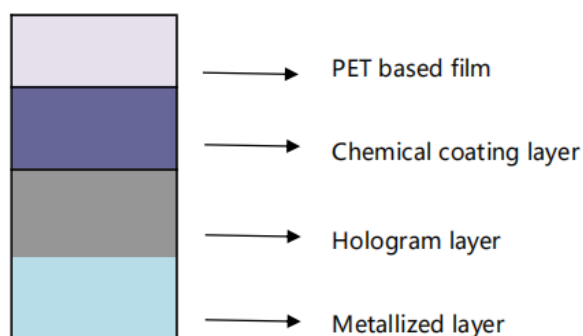 PET based film
Chemical coating layer
Hologram layer
Metallized layer